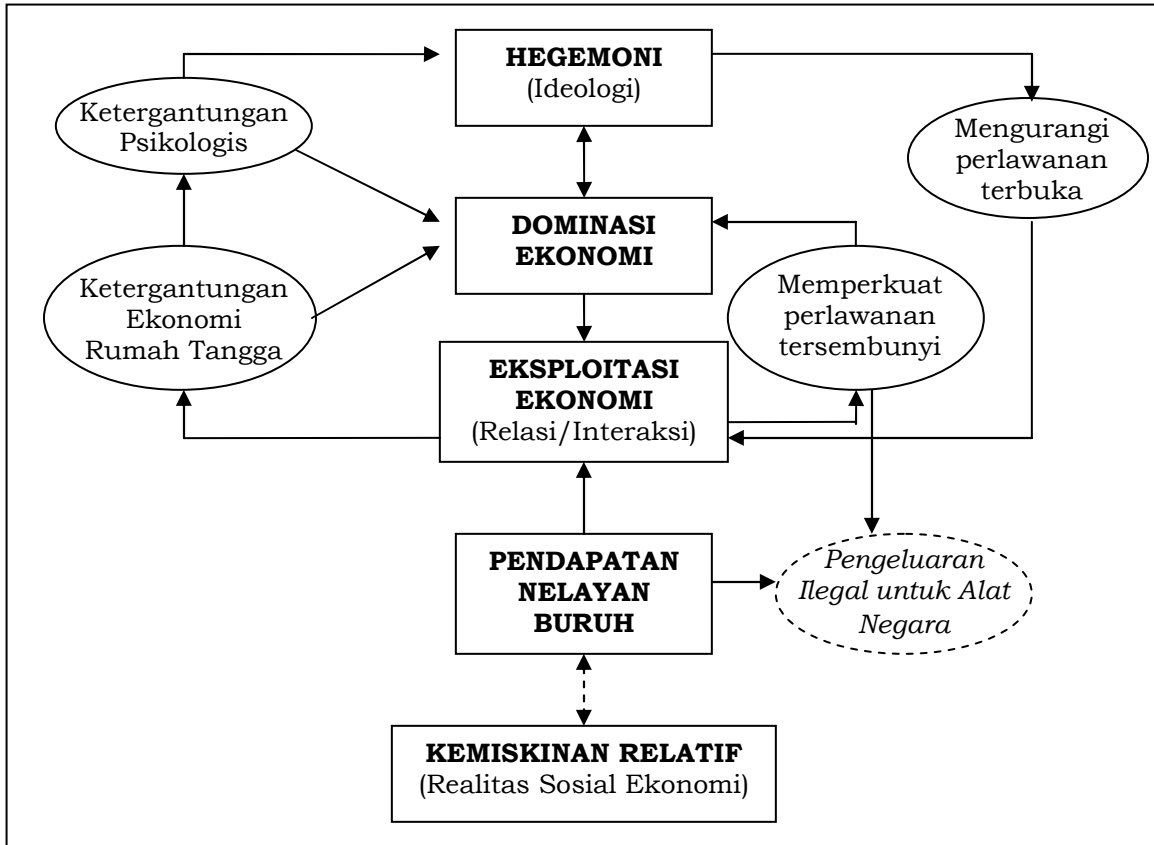 HEGEMONI
(Ideologi)
Ketergantungan
Psikologis
Mengurangi
perlawanan
terbuka
DOMINASI
EKONOMI
Ketergantungan
Ekonomi
Rumah Tangga
Memperkuat
perlawanan
tersembunyi
EKSPLOITASI
EKONOMI
(Relasi/Interaksi)
PENDAPATAN
NELAYAN
BURUH
Pengeluaran
Ilegal untuk Alat
Negara
KEMISKINAN RELATIF
(Realitas Sosial Ekonomi)